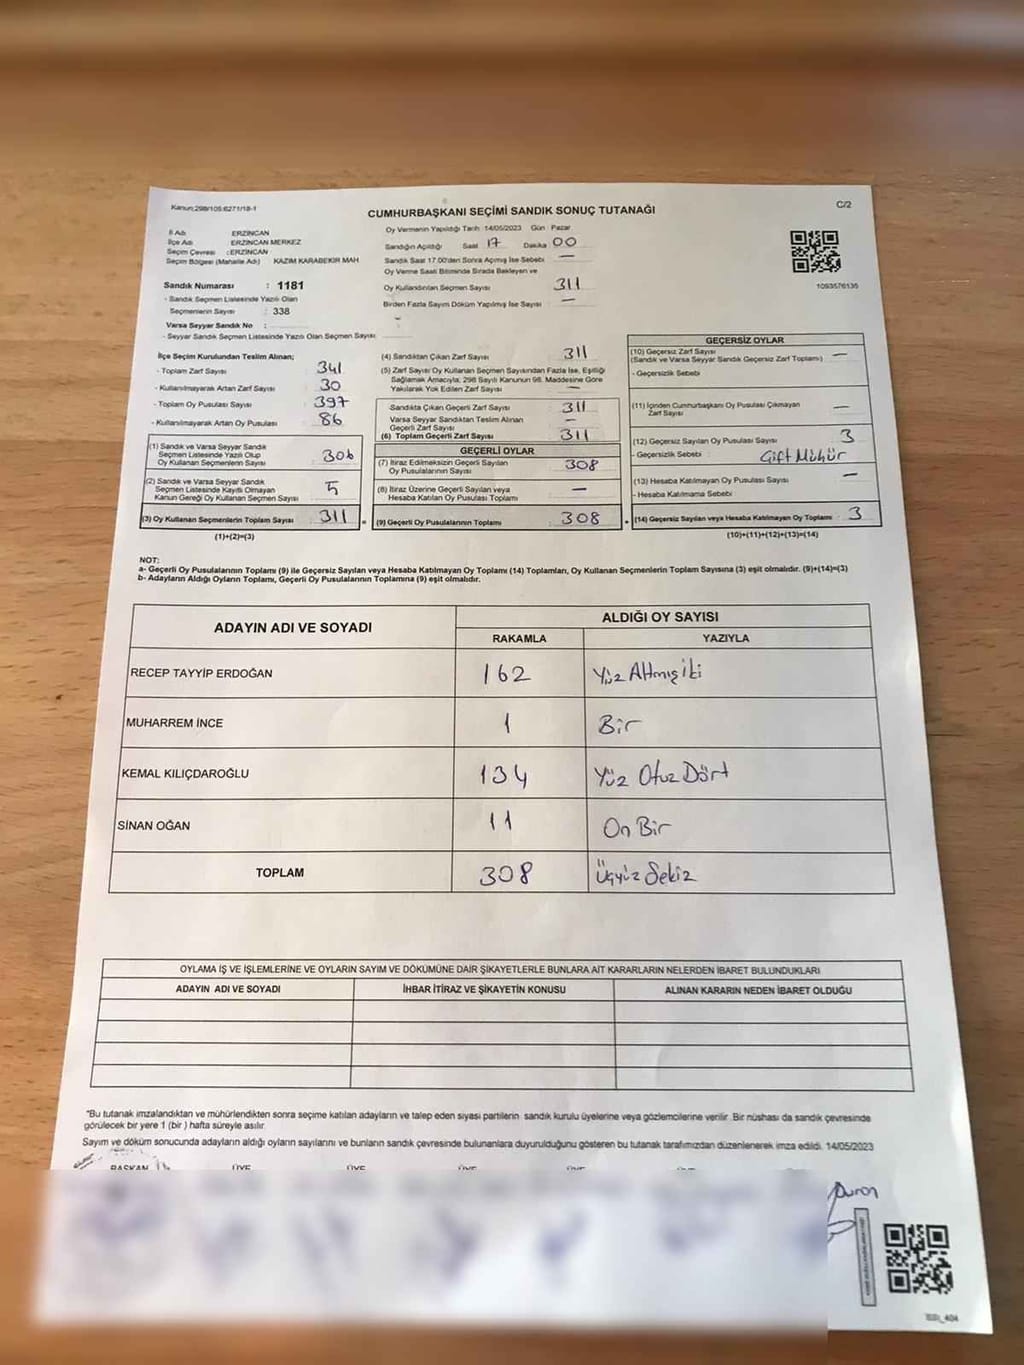 Kanun:298/105:6271/18-1
C/2
CUMHURBAŞKANI SEÇİMİ SANDIK SONUÇ TUTANAĞI
İl Adı ERZİNCAN
İlçe Adı ERZİNCAN MERKEZ
Seçim Çevresi : ERZİNCAN
Seçim Bölgesi (Mahalle Adı) KAZIM KARABEKİR MAH.
Sandık Numarası : 1181
- Sandık Seçmen Listesinde Yazılı Olan
Seçmenlerin Sayısı : 338
Varsa Seyyar Sandık No :
- Seyyar Sandık Seçmen Listesinde Yazılı Olan Seçmen Sayısı
Oy Vermenin Yapıldığı Tarih 14/05/2023 Gün Pazar
Sandığın Açıldığı Saat 17 Dakika 00
Sandık Saat 17.00'den Sonra Açmış İse Sebebi —
Oy Verme Saati Bitiminde Sırada Bekleyen ve
Oy Kullandırılan Seçmen Sayısı 311
Birden Fazla Sayım Döküm Yapılmış İse Sayısı —
1093576135
İlçe Seçim Kurulundan Teslim Alınan;
- Toplam Zarf Sayısı 341
- Kullanılmayarak Artan Zarf Sayısı 30
- Toplam Oy Pusulası Sayısı 397
- Kullanılmayarak Artan Oy Pusulası 86
(1) Sandık ve Varsa Seyyar Sandık
Seçmen Listesinde Yazılı Olup
Oy Kullanan Seçmenlerin Sayısı 306
(2) Sandık ve Varsa Seyyar Sandık
Seçmen Listesinde Kayıtlı Olmayan
Kanun Gereği Oy Kullanan Seçmen Sayısı 5
(3) Oy Kullanan Seçmenlerin Toplam Sayısı 311
(1)+(2)=(3)
(4) Sandıktan Çıkan Zarf Sayısı 311
(5) Zarf Sayısı Oy Kullanan Seçmen Sayısından Fazla İse, Eşitliği
Sağlamak Amacıyla; 298 Sayılı Kanunun 98. Maddesine Göre
Yakılarak Yok Edilen Zarf Sayısı —
Sandıkta Çıkan Geçerli Zarf Sayısı 311
Varsa Seyyar Sandıktan Teslim Alınan
Geçerli Zarf Sayısı —
(6) Toplam Geçerli Zarf Sayısı 311
GEÇERLİ OYLAR
(7) İtiraz Edilmeksizin Geçerli Sayılan
Oy Pusulalarının Sayısı 308
(8) İtiraz Üzerine Geçerli Sayılan veya
Hesaba Katılan Oy Pusulası Toplamı —
(9) Geçerli Oy Pusulalarının Toplamı 308
GEÇERSİZ OYLAR
(10) Geçersiz Zarf Sayısı
(Sandık ve Varsa Seyyar Sandık Geçersiz Zarf Toplamı) —
- Geçersizlik Sebebi
(11) İçinden Cumhurbaşkanı Oy Pusulası Çıkmayan
Zarf Sayısı —
(12) Geçersiz Sayılan Oy Pusulası Sayısı 3
- Geçersizlik Sebebi : Çift Mühür
(13) Hesaba Katılmayan Oy Pusulası Sayısı —
- Hesaba Katılmama Sebebi
(14) Geçersiz Sayılan veya Hesaba Katılmayan Oy Toplamı 3
(10)+(11)+(12)+(13)=(14)
NOT:
a- Geçerli Oy Pusulalarının Toplamı (9) ile Geçersiz Sayılan veya Hesaba Katılmayan Oy Toplamı (14) Toplamları, Oy Kullanan Seçmenlerin Toplam Sayısına (3) eşit olmalıdır. (9)+(14)=(3)
b- Adayların Aldığı Oyların Toplamı, Geçerli Oy Pusulalarının Toplamına (9) eşit olmalıdır.
ADAYIN ADI VE SOYADI
ALDIĞI OY SAYISI
RAKAMLA YAZIYLA
RECEP TAYYİP ERDOĞAN 162 Yüz Altmış iki
MUHARREM İNCE 1 Bir
KEMAL KILIÇDAROĞLU 134 Yüz Otuz Dört
SİNAN OĞAN 11 On Bir
TOPLAM 308 Üçyüz Sekiz
OYLAMA İŞ VE İŞLEMLERİNE VE OYLARIN SAYIM VE DÖKÜMÜNE DAİR ŞİKAYETLERLE BUNLARA AİT KARARLARIN NELERDEN İBARET BULUNDUKLARI
ADAYIN ADI VE SOYADI İHBAR İTİRAZ VE ŞİKAYETİN KONUSU ALINAN KARARIN NEDEN İBARET OLDUĞU
"Bu tutanak imzalandıktan ve mühürlendikten sonra seçime katılan adayların ve talep eden siyasi partilerin sandık kurulu üyelerine veya gözlemcilerine verilir. Bir nüshası da sandık çevresinde
görülecek bir yere 1 (bir) hafta süreyle asılır.
Sayım ve döküm sonucunda adayların aldığı oyların sayılarını ve bunların sandık çevresinde bulunanlara duyurulduğunu gösteren bu tutanak tarafımızdan düzenlenerek imza edildi. 14/05/2023
BAŞKAN ÜYE ÜYE ÜYE ÜYE ÜYE